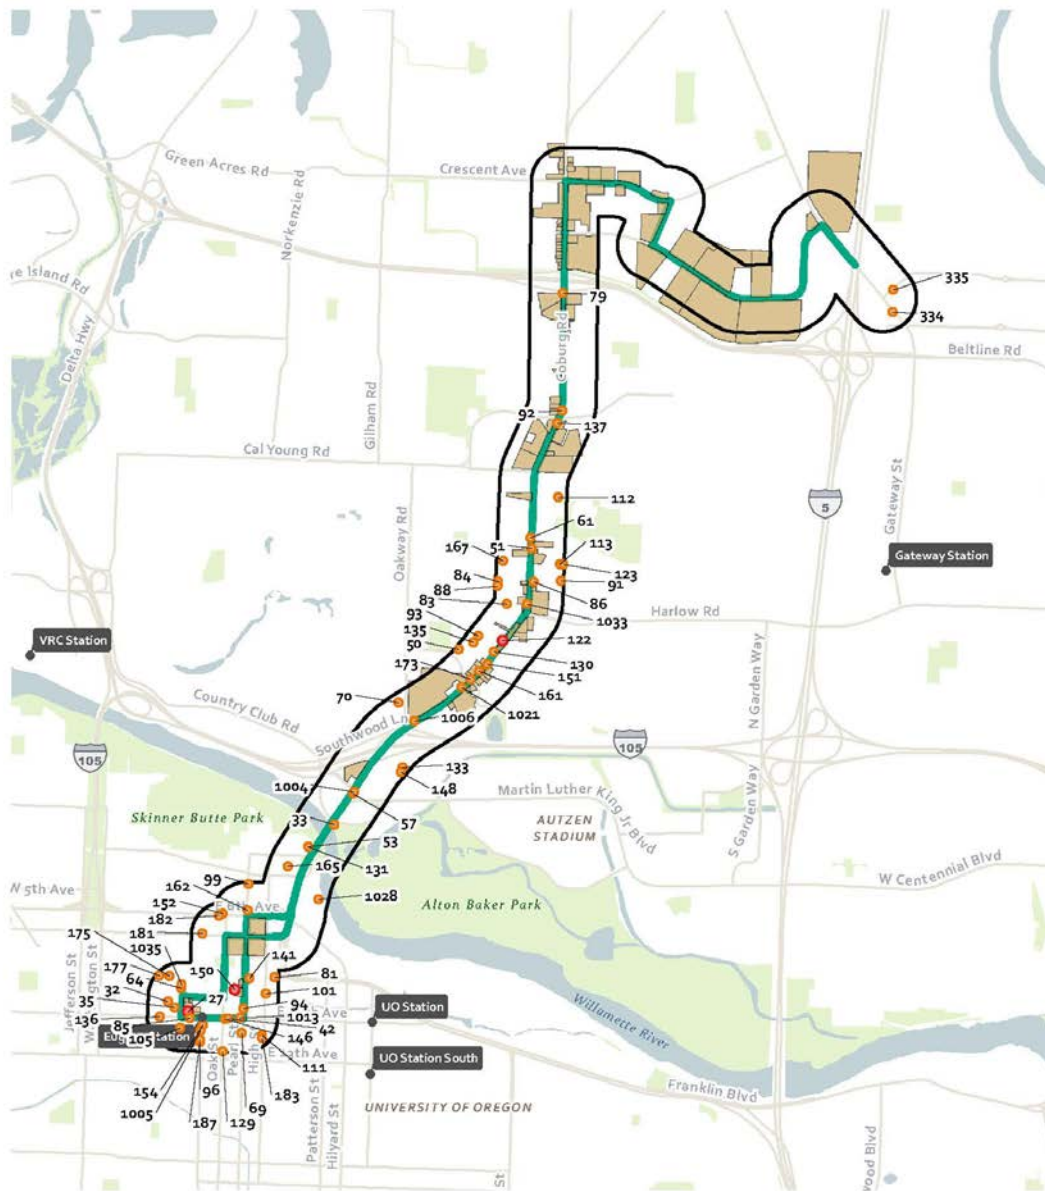 Green Acres Rd
Crescent Ave
Norkenzie Rd
re Island Rd
335
79
334
Delta Hwy
Coburg Rd
Beltline Rd
Gilham Rd
92
137
Cal Young Rd
Gateway St
112
5
Oakway Rd
61
51
113
167
Gateway Station
84
123
88
91
83
86
Harlow Rd
93
1033
135
122
VRC Station
50
130
173
151
161
N Garden Way
70
1021
Country Club Rd
1006
Southwood Ln
105
105
133
148
1004
Martin Luther King Jr Blvd
Skinner Butte Park
33
57
AUTZEN
STADIUM
S Garden Way
53
131
165
W Centennial Blvd
99
N 5th Ave
162
152
1028
Alton Baker Park
182
181
175
1035
141
177
150
81
64
101
32
27
35
94
UO Station
Willamette River
136
1013
85
42
105
146
111
UO Station South
Jefferson St
Oak St
Pearl St
High
154
96
183
Franklin Blvd
1005
69
187
129
Patterson St
Hilyard St
UNIVERSITY OF OREGON
St
wood Blvd